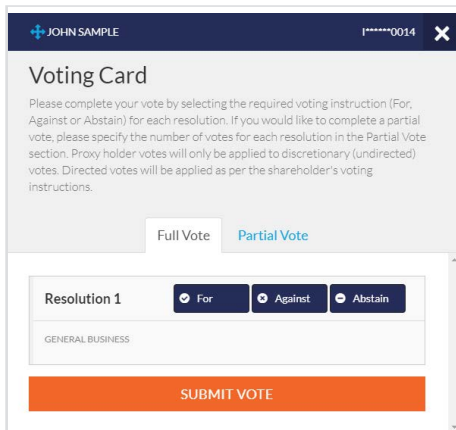 JOHN SAMPLE I******0014
Voting Card
Please complete your vote by selecting the required voting instruction (For,
Against or Abstain) for each resolution. If you would like to complete a partial
vote, please specify the number of votes for each resolution in the Partial Vote
section. Proxy holder votes will only be applied to discretionary (undirected)
votes. Directed votes will be applied as per the shareholder's voting
instructions.
Full Vote Partial Vote
Resolution 1 For Against Abstain
GENERAL BUSINESS
SUBMIT VOTE